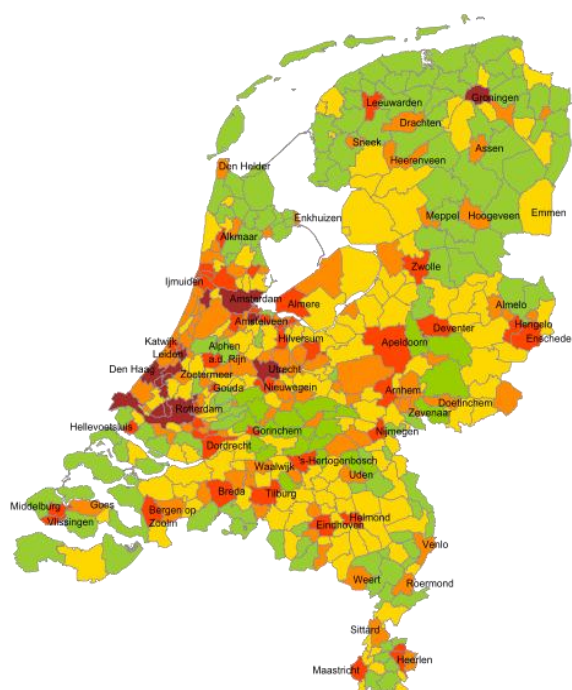 Groningen
Leeuwarden
Drachten
Sneek
Assen
Heerenveen
Den Helder
Emmen
Enkhuizen
Meppel
Hoogeveen
Alkmaar
Zwolle
Ijmuiden
Amsterdam
Almere
Almelo
Amstelveen
Hengelo
Deventer
Enschede
Katwijk
Leiden
Alphen
a.d. Rijn
Hilversum
Apeldoorn
Den Haag
Zoetermeer
Utrecht
Gouda
Nieuwegein
Arnhem
Doetinchem
Rotterdam
Zevenaar
Hellevoetsluis
Gorinchem
Nijmegen
Dordrecht
's-Hertogenbosch
Waalwijk
Uden
Breda
Tilburg
Middelburg
Goes
Bergen op
Zoom
Vlissingen
Eindhoven
Helmond
Venlo
Weert
Roermond
Sittard
Maastricht
Heerlen